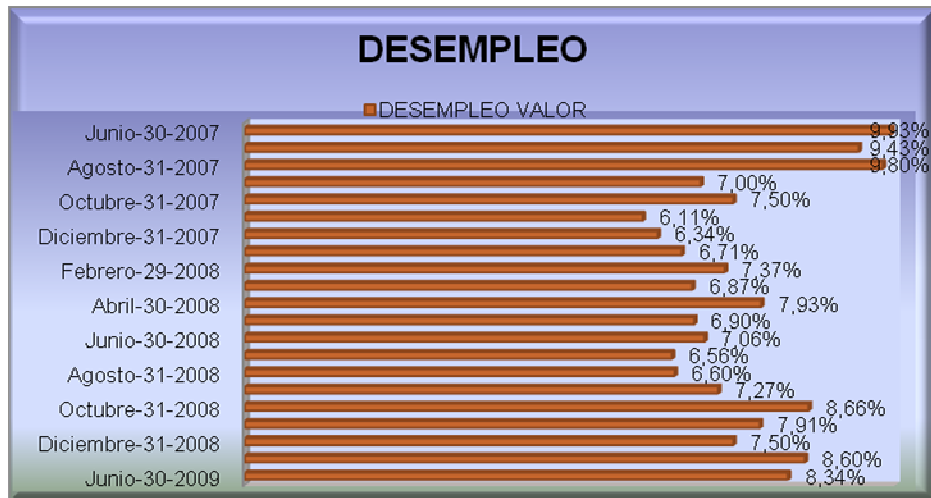 DESEMPLEO
DESEMPLEO VALOR
Junio-30-2007 9,93%
9,43%
Agosto-31-2007 9,80%
7,00%
Octubre-31-2007 7,50%
6,11%
Diciembre-31-2007 6,34%
6,71%
Febrero-29-2008 7,37%
6,87%
Abril-30-2008 7,93%
6,90%
Junio-30-2008 7,06%
6,56%
Agosto-31-2008 6,60%
7,27%
Octubre-31-2008 8,66%
7,91%
Diciembre-31-2008 7,50%
8,60%
Junio-30-2009 8,34%